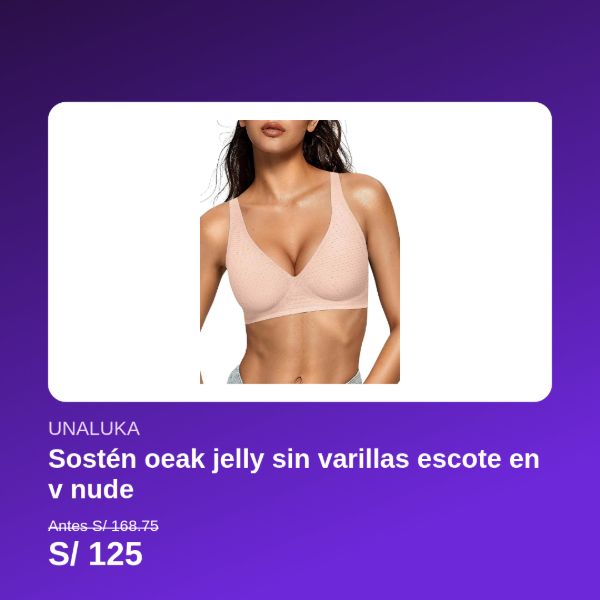 UNALUKA
Sostén oeak jelly sin varillas escote en
v nude
Antes S/ 168.75
S/ 125